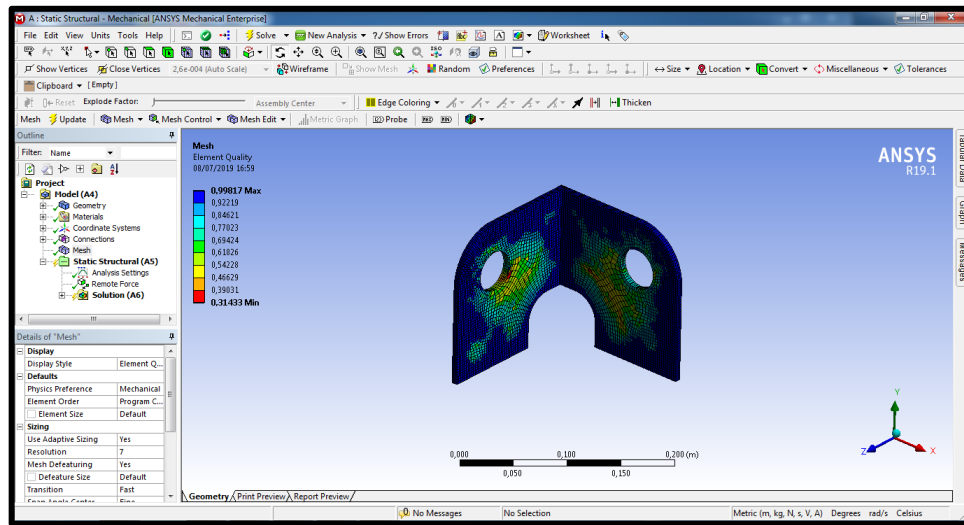 A : Static Structural - Mechanical [ANSYS Mechanical Enterprise]
File Edit View Units Tools Help Solve New Analysis ?/ Show Errors Worksheet
Show Vertices Close Vertices 2,6e-004 (Auto Scale) Wireframe Show Mesh Random Preferences Size Location Convert Miscellaneous Tolerances
Clipboard [Empty]
Reset Explode Factor: Assembly Center Edge Coloring Thicken
Mesh Update Mesh Mesh Control Mesh Edit Metric Graph Probe
Outline
Filter: Name
Project
Model (A4)
Geometry
Materials
Coordinate Systems
Connections
Mesh
Static Structural (A5)
Analysis Settings
Remote Force
Solution (A6)
Details of "Mesh"
Display
Display Style Element Q...
Defaults
Physics Preference Mechanical
Element Order Program C...
Element Size Default
Sizing
Use Adaptive Sizing Yes
Resolution 7
Mesh Defeaturing Yes
Defeature Size Default
Transition Fast
Span Angle Center Fine
Mesh
Element Quality
08/07/2019 16:59
0,99817 Max
0,92219
0,84621
0,77023
0,69424
0,61826
0,54228
0,46629
0,39031
0,31433 Min
ANSYS
R19.1
0,000 0,100 0,200 (m)
0,050 0,150
Y
Z X
Geometry Print Preview Report Preview
Tabular Data
Graph
Messages
0 No Messages No Selection Metric (m, kg, N, s, V, A) Degrees rad/s Celsius